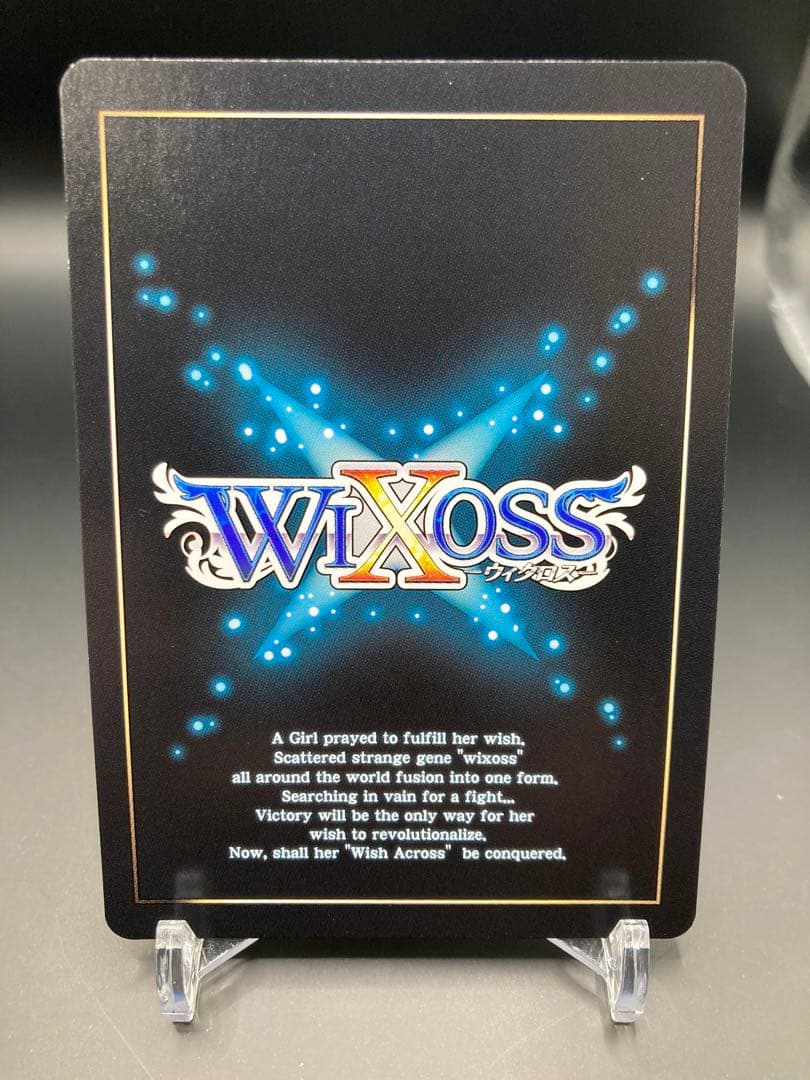 WIXOSS
―ウィクロス―
A Girl prayed to fulfill her wish.
Scattered strange gene "wixoss"
all around the world fusion into one form.
Searching in vain for a fight...
Victory will be the only way for her
wish to revolutionalize.
Now, shall her "Wish Across" be conquered.